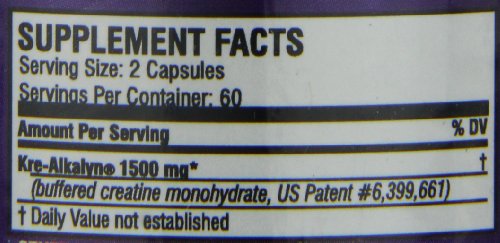 SUPPLEMENT FACTS
Serving Size: 2 Capsules
Servings Per Container: 60
Amount Per Serving % DV
Kre-Alkalyn® 1500 mg* †
(buffered creatine monohydrate, US Patent #6,399,661)
† Daily Value not established